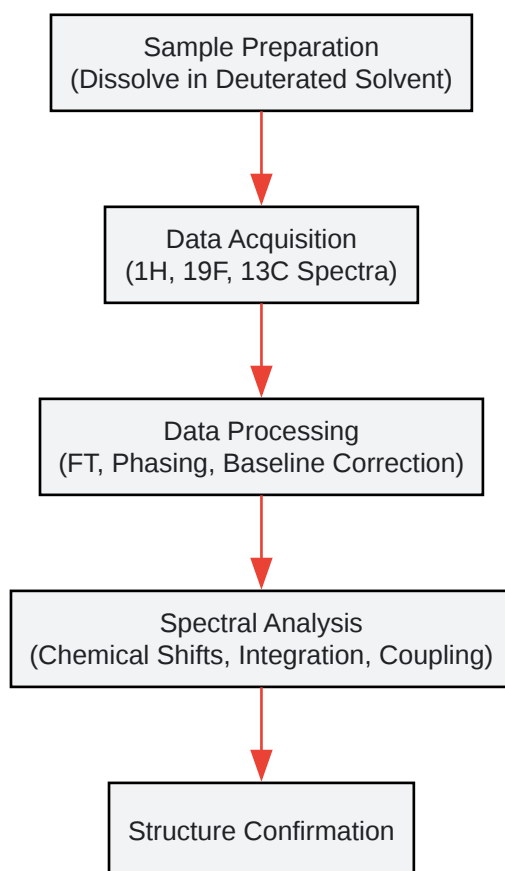 Sample Preparation
(Dissolve in Deuterated Solvent)
Data Acquisition
(1H, 19F, 13C Spectra)
Data Processing
(FT, Phasing, Baseline Correction)
Spectral Analysis
(Chemical Shifts, Integration, Coupling)
Structure Confirmation